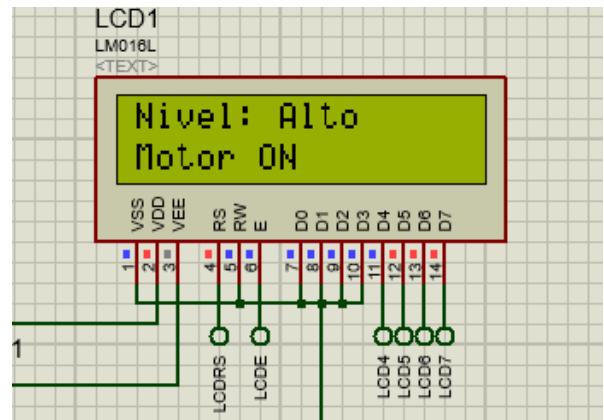 LCD1
LM016L
<TEXT>
Nivel: Alto
Motor ON
VSS VDD VEE RS RW E D0 D1 D2 D3 D4 D5 D6 D7
1 2 3 4 5 6 7 8 9 10 11 12 13 14
1
LCDRS LCDE LCD4 LCD5 LCD6 LCD7